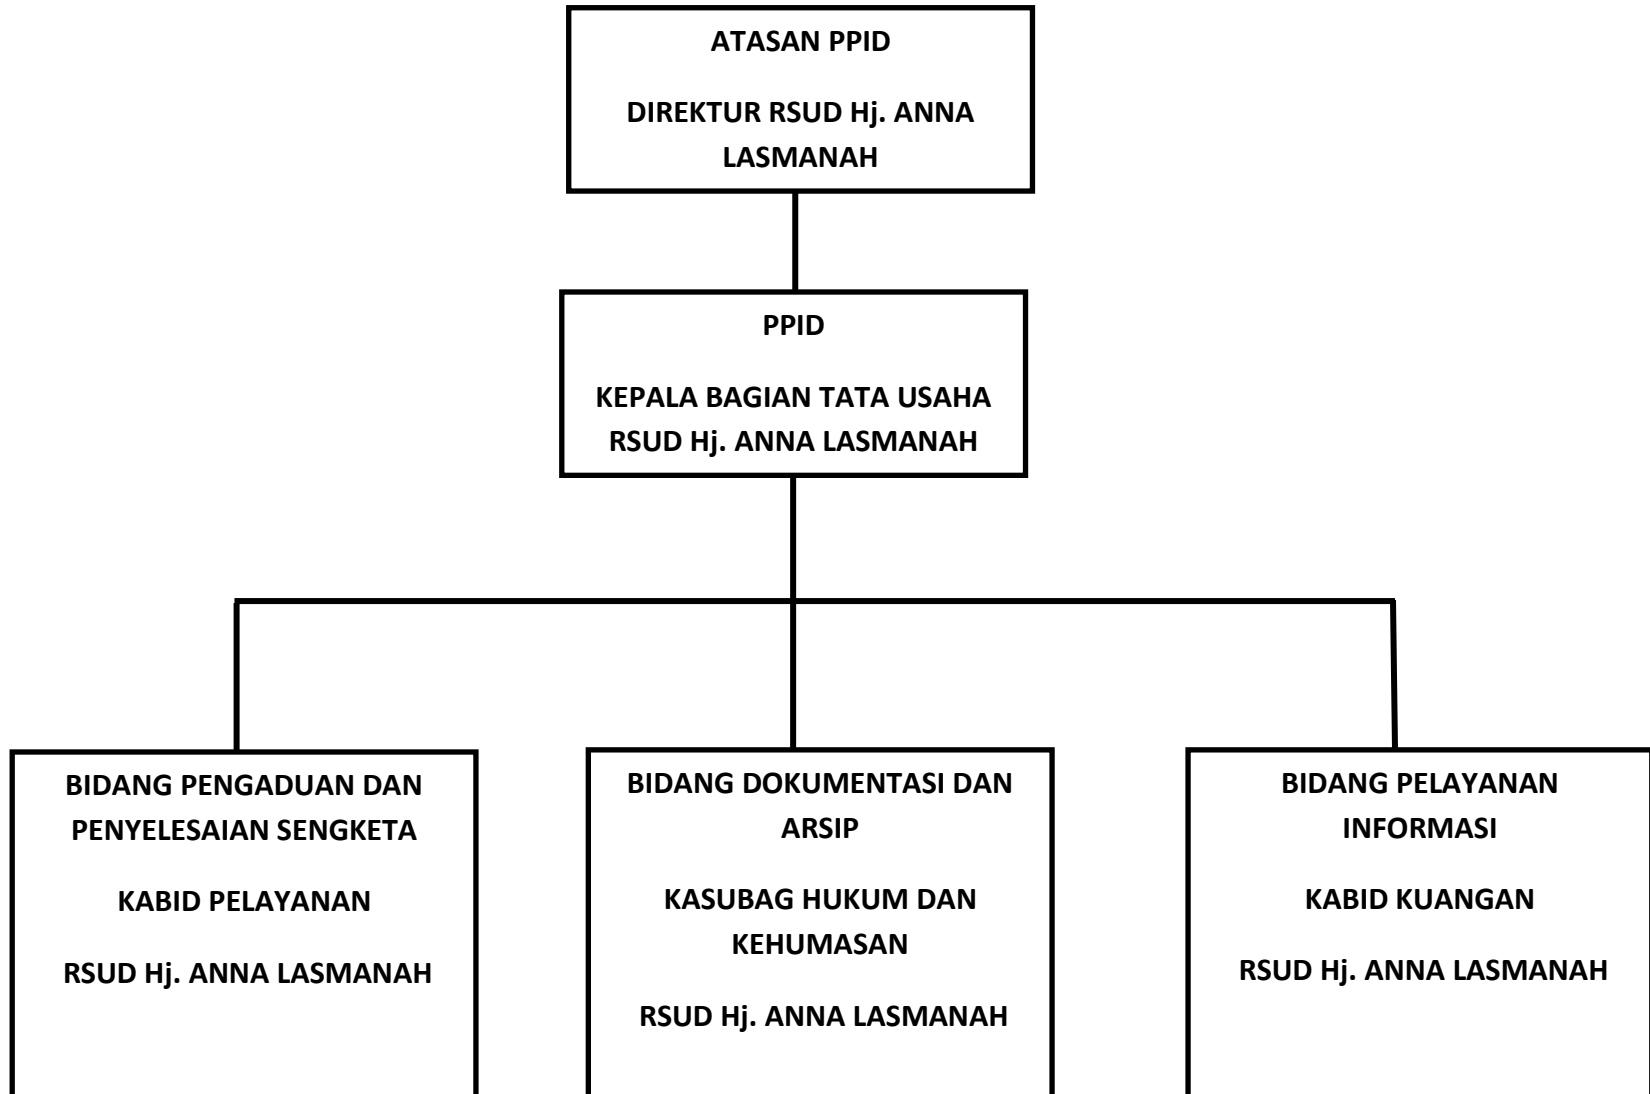 ATASAN PPID
DIREKTUR RSUD Hj. ANNA
LASMANAH
PPID
KEPALA BAGIAN TATA USAHA
RSUD Hj. ANNA LASMANAH
BIDANG PENGADUAN DAN
PENYELESAIAN SENGKETA
KABID PELAYANAN
RSUD Hj. ANNA LASMANAH
BIDANG DOKUMENTASI DAN
ARSIP
KASUBAG HUKUM DAN
KEHUMASAN
RSUD Hj. ANNA LASMANAH
BIDANG PELAYANAN
INFORMASI
KABID KUANGAN
RSUD Hj. ANNA LASMANAH